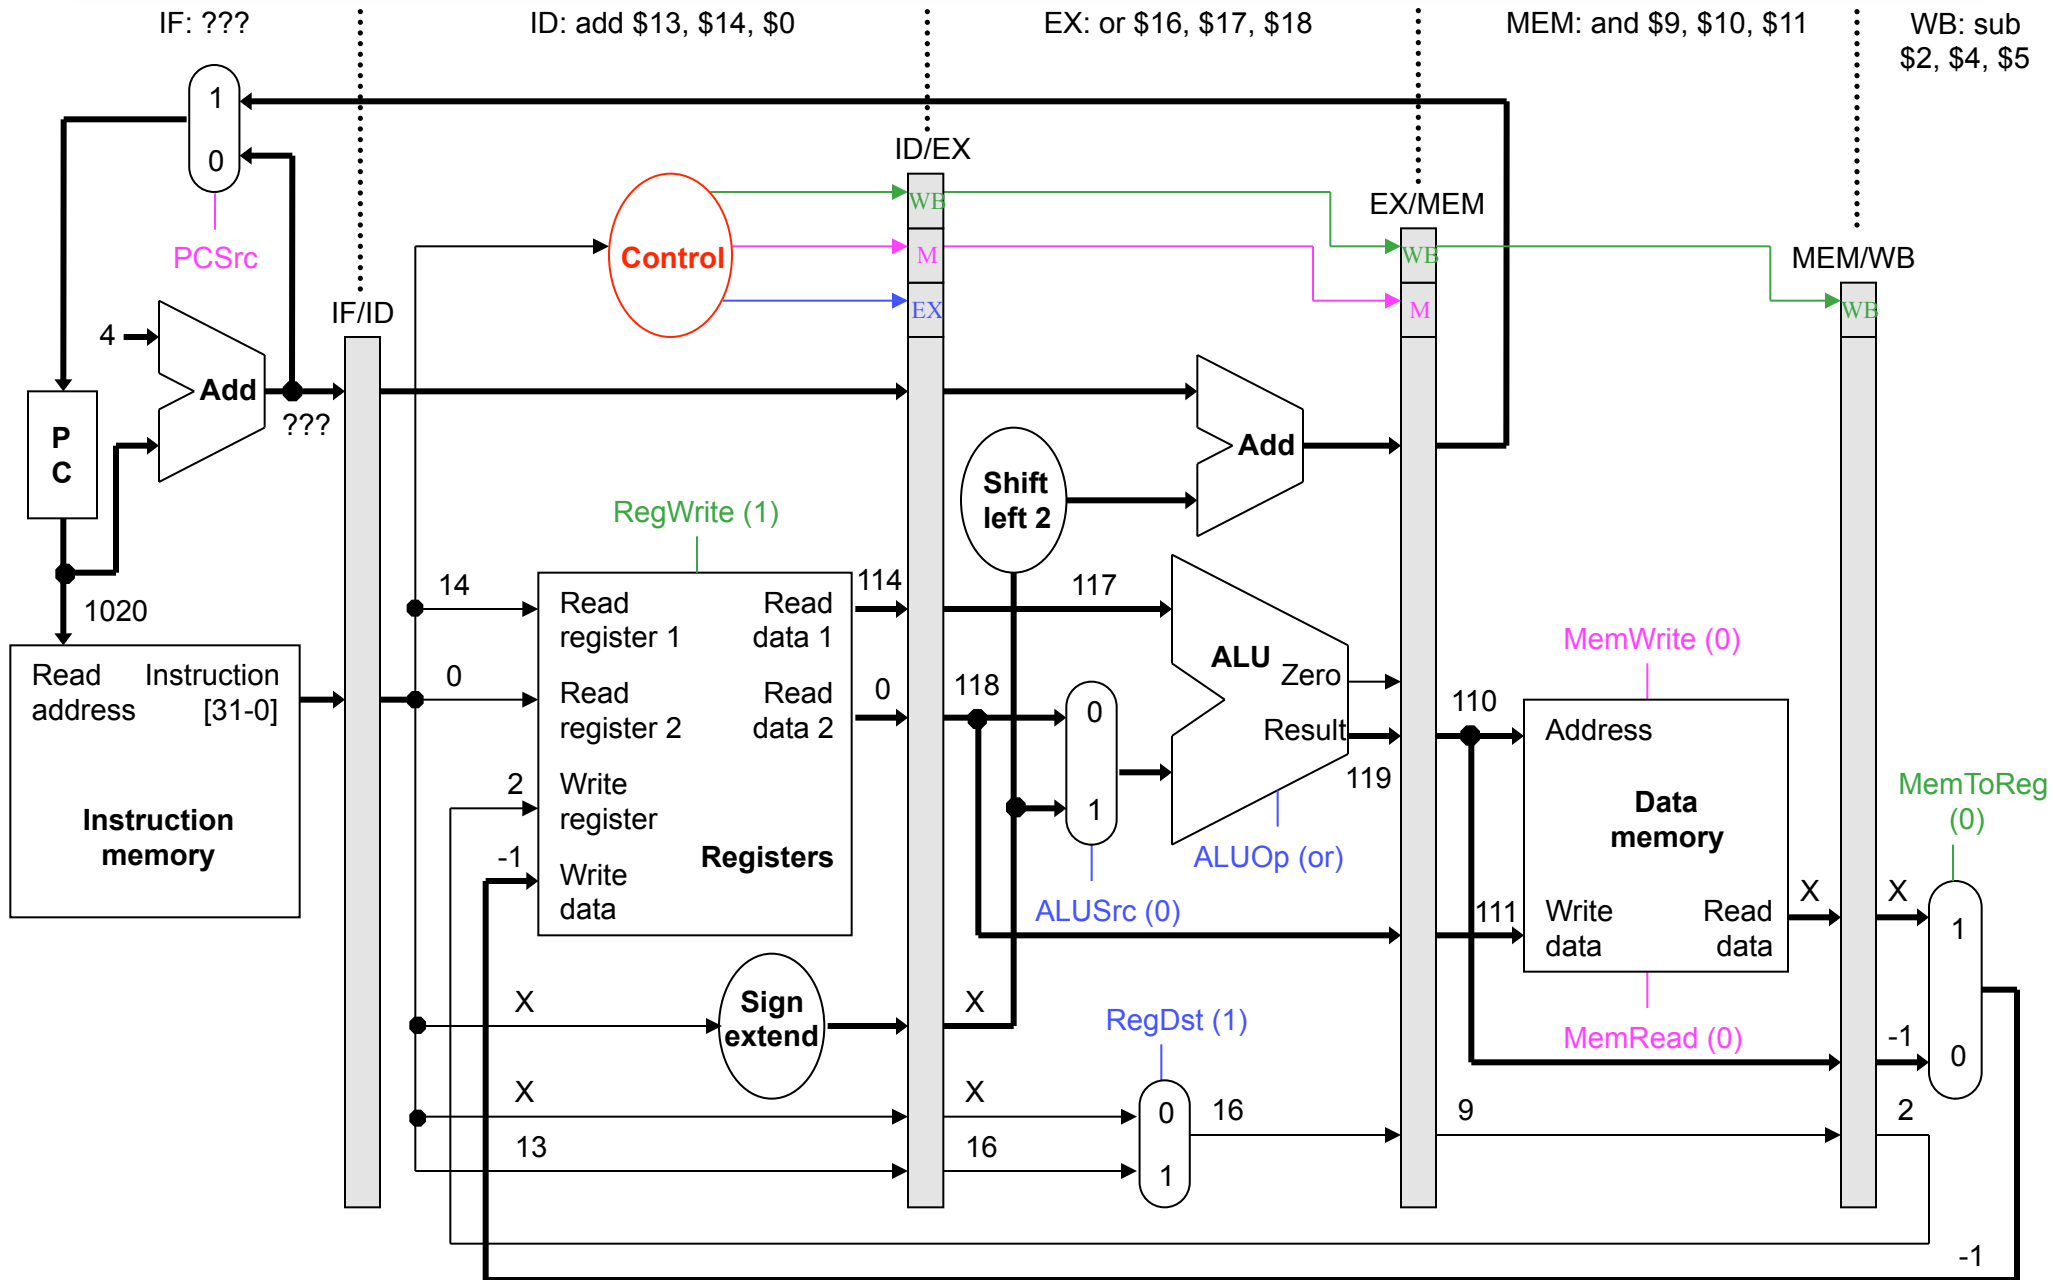 IF: ???
ID: add $13, $14, $0
EX: or $16, $17, $18
MEM: and $9, $10, $11
WB: sub
$2, $4, $5
1
0
PCSrc
4
Add
???
P
C
1020
Read
address
Instruction
[31-0]
Instruction
memory
IF/ID
Control
RegWrite (1)
14
0
2
-1
Read
register 1
Read
data 1
Read
register 2
Read
data 2
Write
register
Write
data
Registers
114
0
X
Sign
extend
X
13
ID/EX
WB
M
EX
Shift
left 2
Add
117
118
0
1
ALUSrc (0)
ALU
Zero
Result
119
ALUOp (or)
X
RegDst (1)
X
16
0
1
16
EX/MEM
WB
M
110
111
MemWrite (0)
Address
Data
memory
Write
data
Read
data
MemRead (0)
X
9
MEM/WB
WB
MemToReg
(0)
X
1
-1
0
2
-1